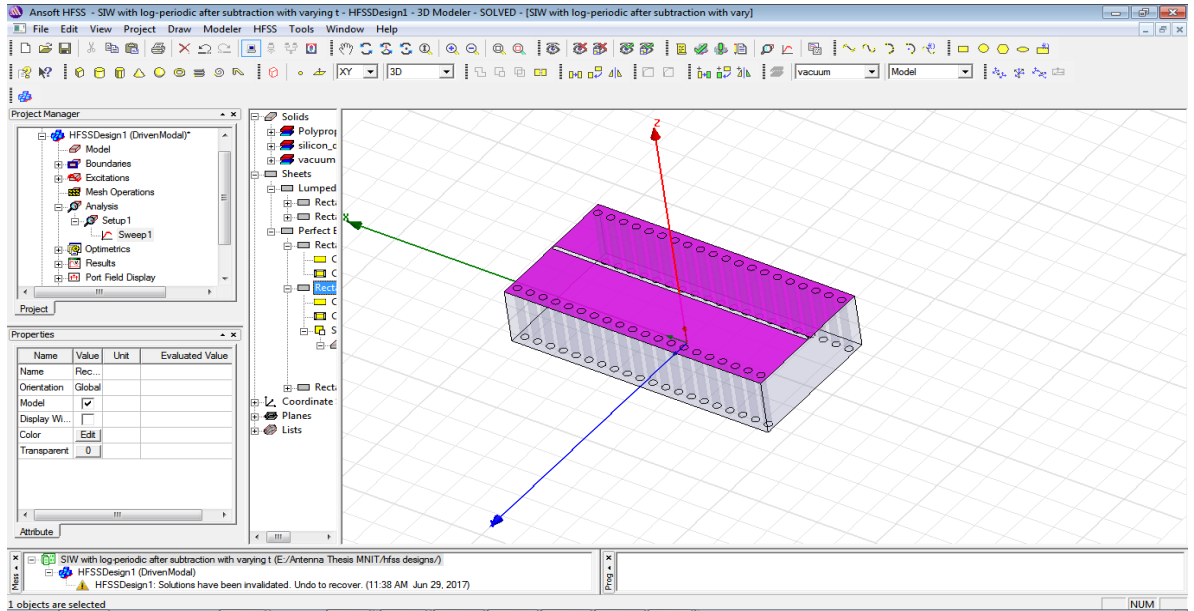 Ansoft HFSS - SIW with log-periodic after subtraction with varying t - HFSSDesign1 - 3D Modeler - SOLVED - [SIW with log-periodic after subtraction with vary]
File Edit View Project Draw Modeler HFSS Tools Window Help
XY 3D vacuum Model
Project Manager
HFSSDesign1 (DrivenModal)*
Model
Boundaries
Excitations
Mesh Operations
Analysis
Setup1
Sweep1
Optimetrics
Results
Port Field Display
Project
Properties
Name Value Unit Evaluated Value
Name Rec...
Orientation Global
Model
Display Wi...
Color Edit
Transparent 0
Attribute
Solids
Polyprop
silicon_c
vacuum
Sheets
Lumped
Recta
Recta
Perfect E
Recta
C
C
Recta
C
C
S
Recta
Coordinate
Planes
Lists
Z
X
Mess
SIW with log-periodic after subtraction with varying t (E:/Antenna Thesis MNIT/hfss designs/)
HFSSDesign1 (DrivenModal)
HFSSDesign1: Solutions have been invalidated. Undo to recover. (11:38 AM Jun 29, 2017)
Prog
1 objects are selected
NUM